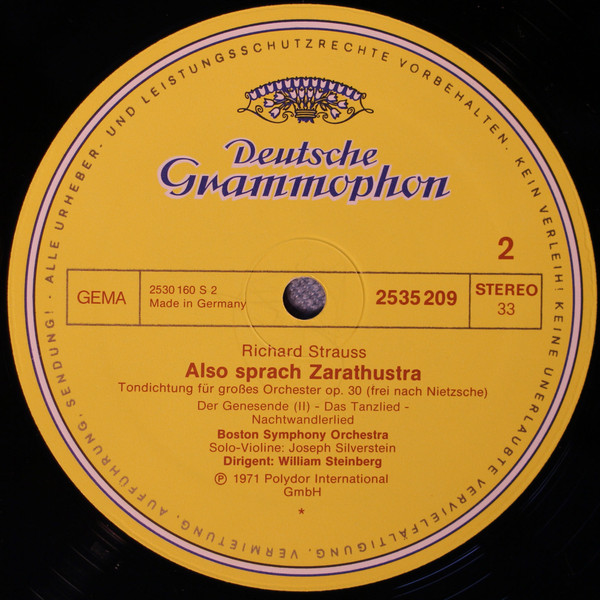 · ALLE URHEBER- UND LEISTUNGSSCHUTZRECHTE VORBEHALTEN. KEIN VERLEIH! KEINE UNERLAUBTE VERVIELFÄLTIGUNG, VERMIETUNG, AUFFÜHRUNG, SENDUNG!
Deutsche
Grammophon
2
GEMA
2530 160 S 2
Made in Germany
2535 209
STEREO
33
Richard Strauss
Also sprach Zarathustra
Tondichtung für großes Orchester op. 30 (frei nach Nietzsche)
Der Genesende (II) - Das Tanzlied -
Nachtwandlerlied
Boston Symphony Orchestra
Solo-Violine: Joseph Silverstein
Dirigent: William Steinberg
Ⓟ 1971 Polydor International
GmbH
*